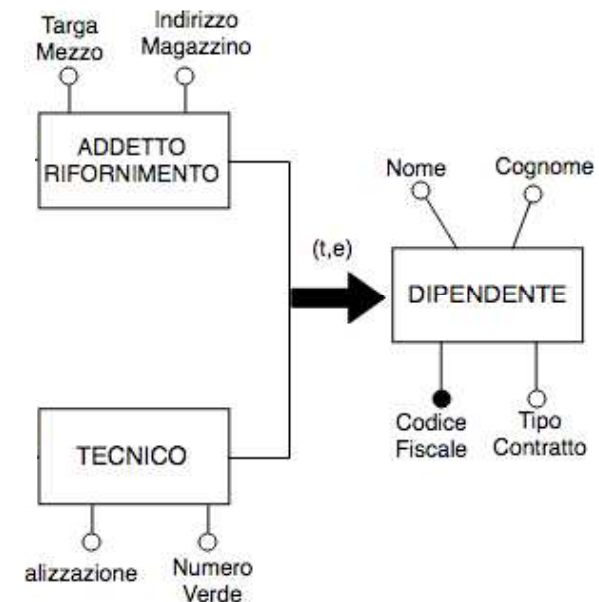 Targa
Mezzo
Indirizzo
Magazzino
ADDETTO
RIFORNIMENTO
Nome
Cognome
(t,e)
DIPENDENTE
Codice
Fiscale
Tipo
Contratto
TECNICO
alizzazione
Numero
Verde